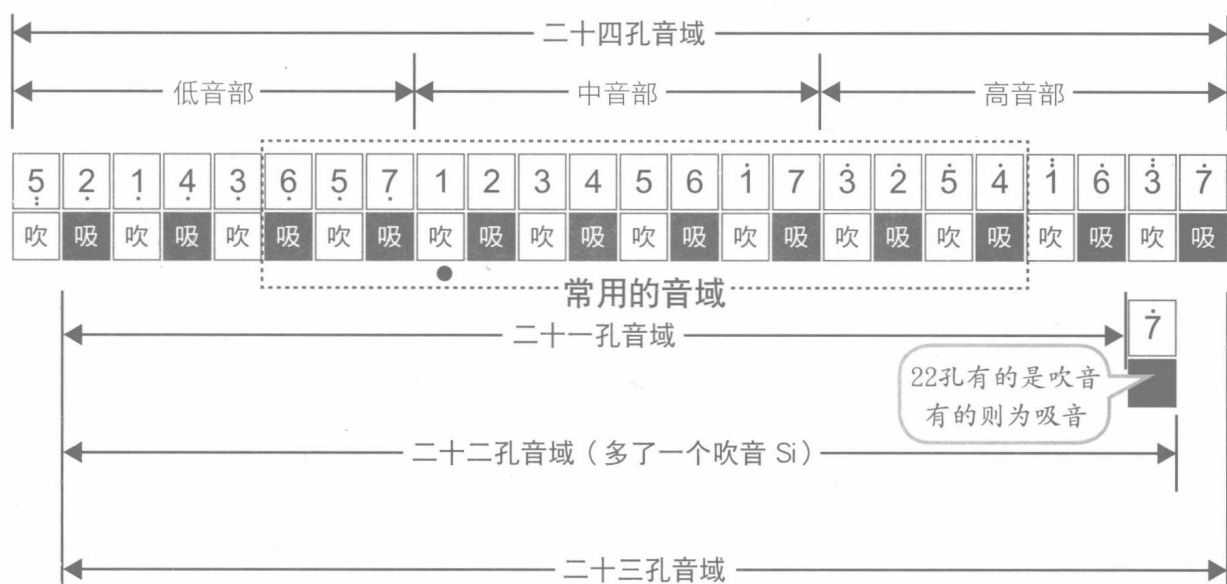 二十四孔音域
低音部 中音部 高音部
5̣̣ 2̣ 1̣ 4̣ 3̣ 6̣ 5̣ 7̣ 1 2 3 4 5 6 1̇ 7 3̇ 2̇ 5̇ 4̇ 1̇̇ 6̇ 3̇̇ 7̇
吹 吸 吹 吸 吹 吸 吹 吸 吹 吸 吹 吸 吹 吸 吹 吸 吹 吸 吹 吸 吹 吸 吹 吸
常用的音域
二十一孔音域
7̇
22孔有的是吹音
有的则为吸音
二十二孔音域（多了一个吹音 Si）
二十三孔音域